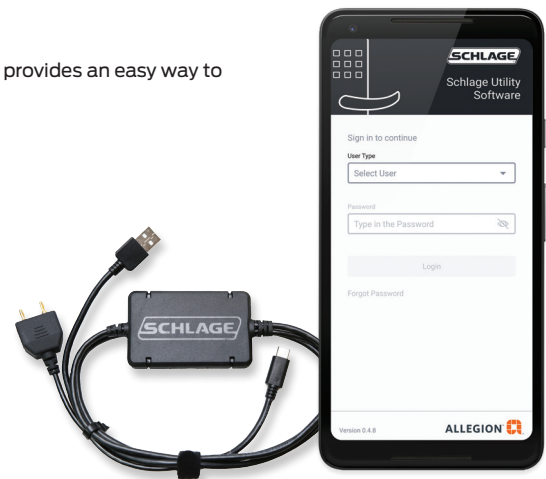 provides an easy way to
SCHLAGE
Schlage Utility
Software
Sign in to continue
User Type
Select User
Password
Type in the Password
Login
Forgot Password
Version 0.4.8
ALLEGION
SCHLAGE